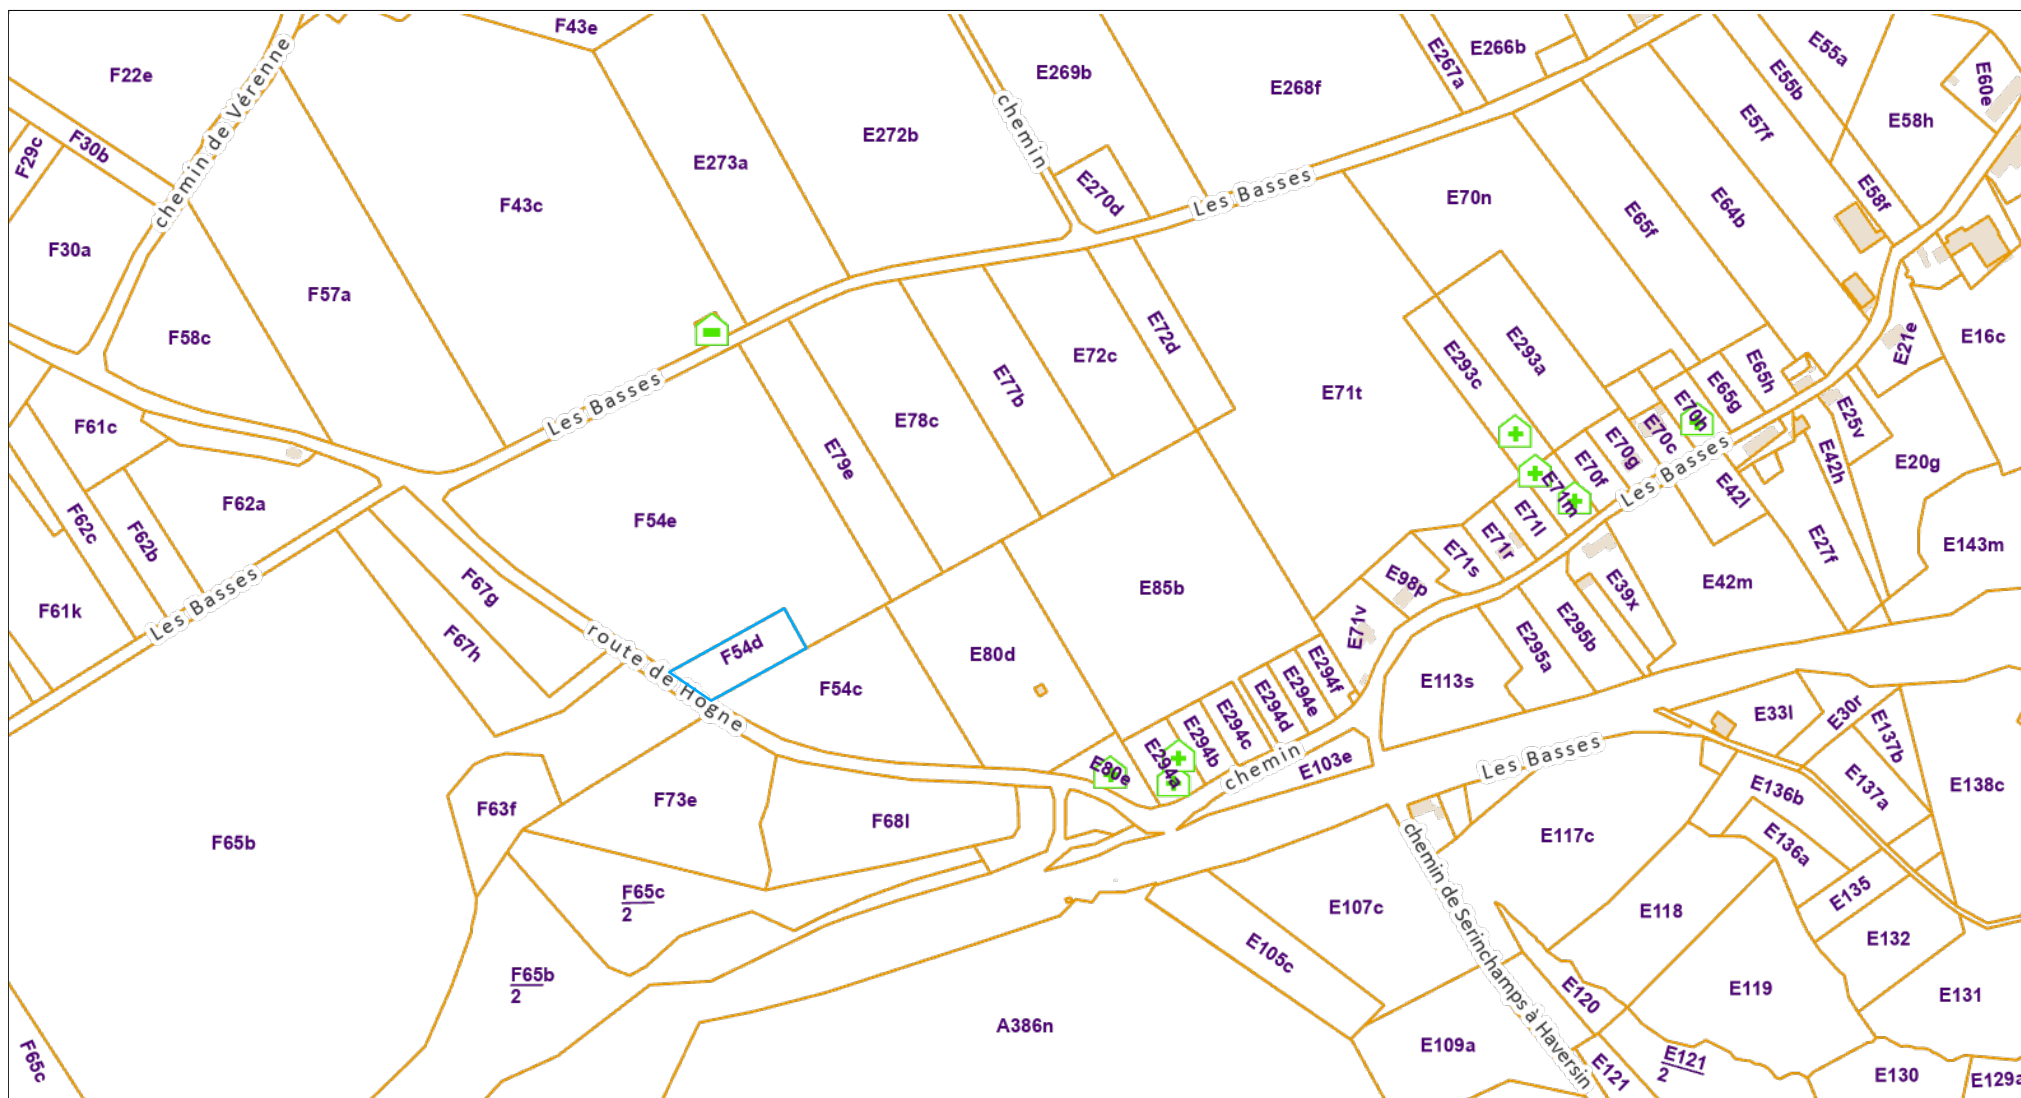 F43e
F22e
chemin de Vérenne
E269b
E267a
E266b
E55a
E55b
E60e
E268f
F30b
F29c
E273a
E272b
chemin
E57f
E58h
E270d
Les Basses
F43c
E70n
E65f
E64b
E58f
F30a
F57a
F58c
E72d
E72c
E77b
E71t
E293c
E293a
E21e
E16c
Les Basses
E78c
E79e
E70h
E65g
E65h
E25v
F61c
E70c
E70g
E70f
E71m
Les Basses
E42h
E20g
F62a
F62b
F62c
F54e
E71l
E71r
E71s
E42l
E27f
E143m
Les Basses
F61k
F67g
F67h
route de Hogne
F54d
F54c
E80d
E85b
E98p
E71v
E39x
E42m
E295b
E295a
E113s
E294f
E294e
E294d
E294c
E294b
E294a
E80e
chemin
E103e
Les Basses
E33l
E30r
E137b
E137a
E138c
E136b
E136a
E135
F63f
F73e
F68l
F65b
E117c
F65c
2
E107c
E118
E132
chemin de Serinchamps à Haversin
E105c
F65b
2
E120
E119
E131
A386n
E109a
F65c
E121
E121
2
E130
E129a